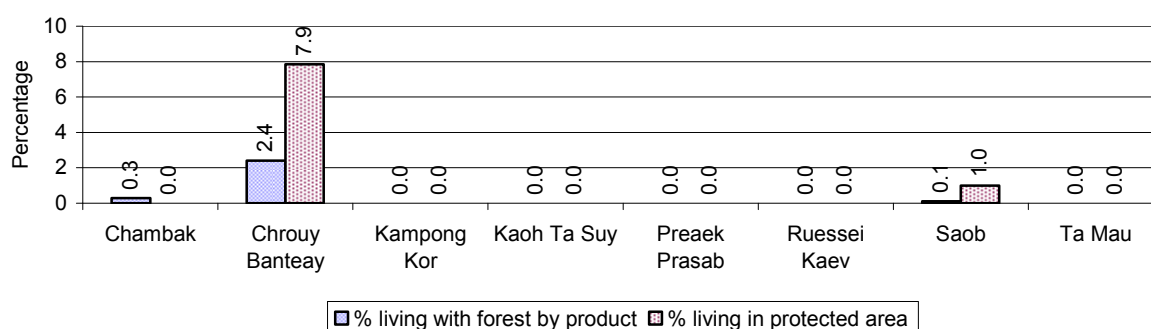 10
8
6
4
2
0
Percentage
0.3 0.0 2.4 7.9 0.0 0.0 0.0 0.0 0.0 0.0 0.0 0.0 0.1 1.0 0.0 0.0
Chambak Chrouy Kampong Kaoh Ta Suy Preaek Ruessei Saob Ta Mau
Banteay Kor Prasab Kaev
% living with forest by product % living in protected area